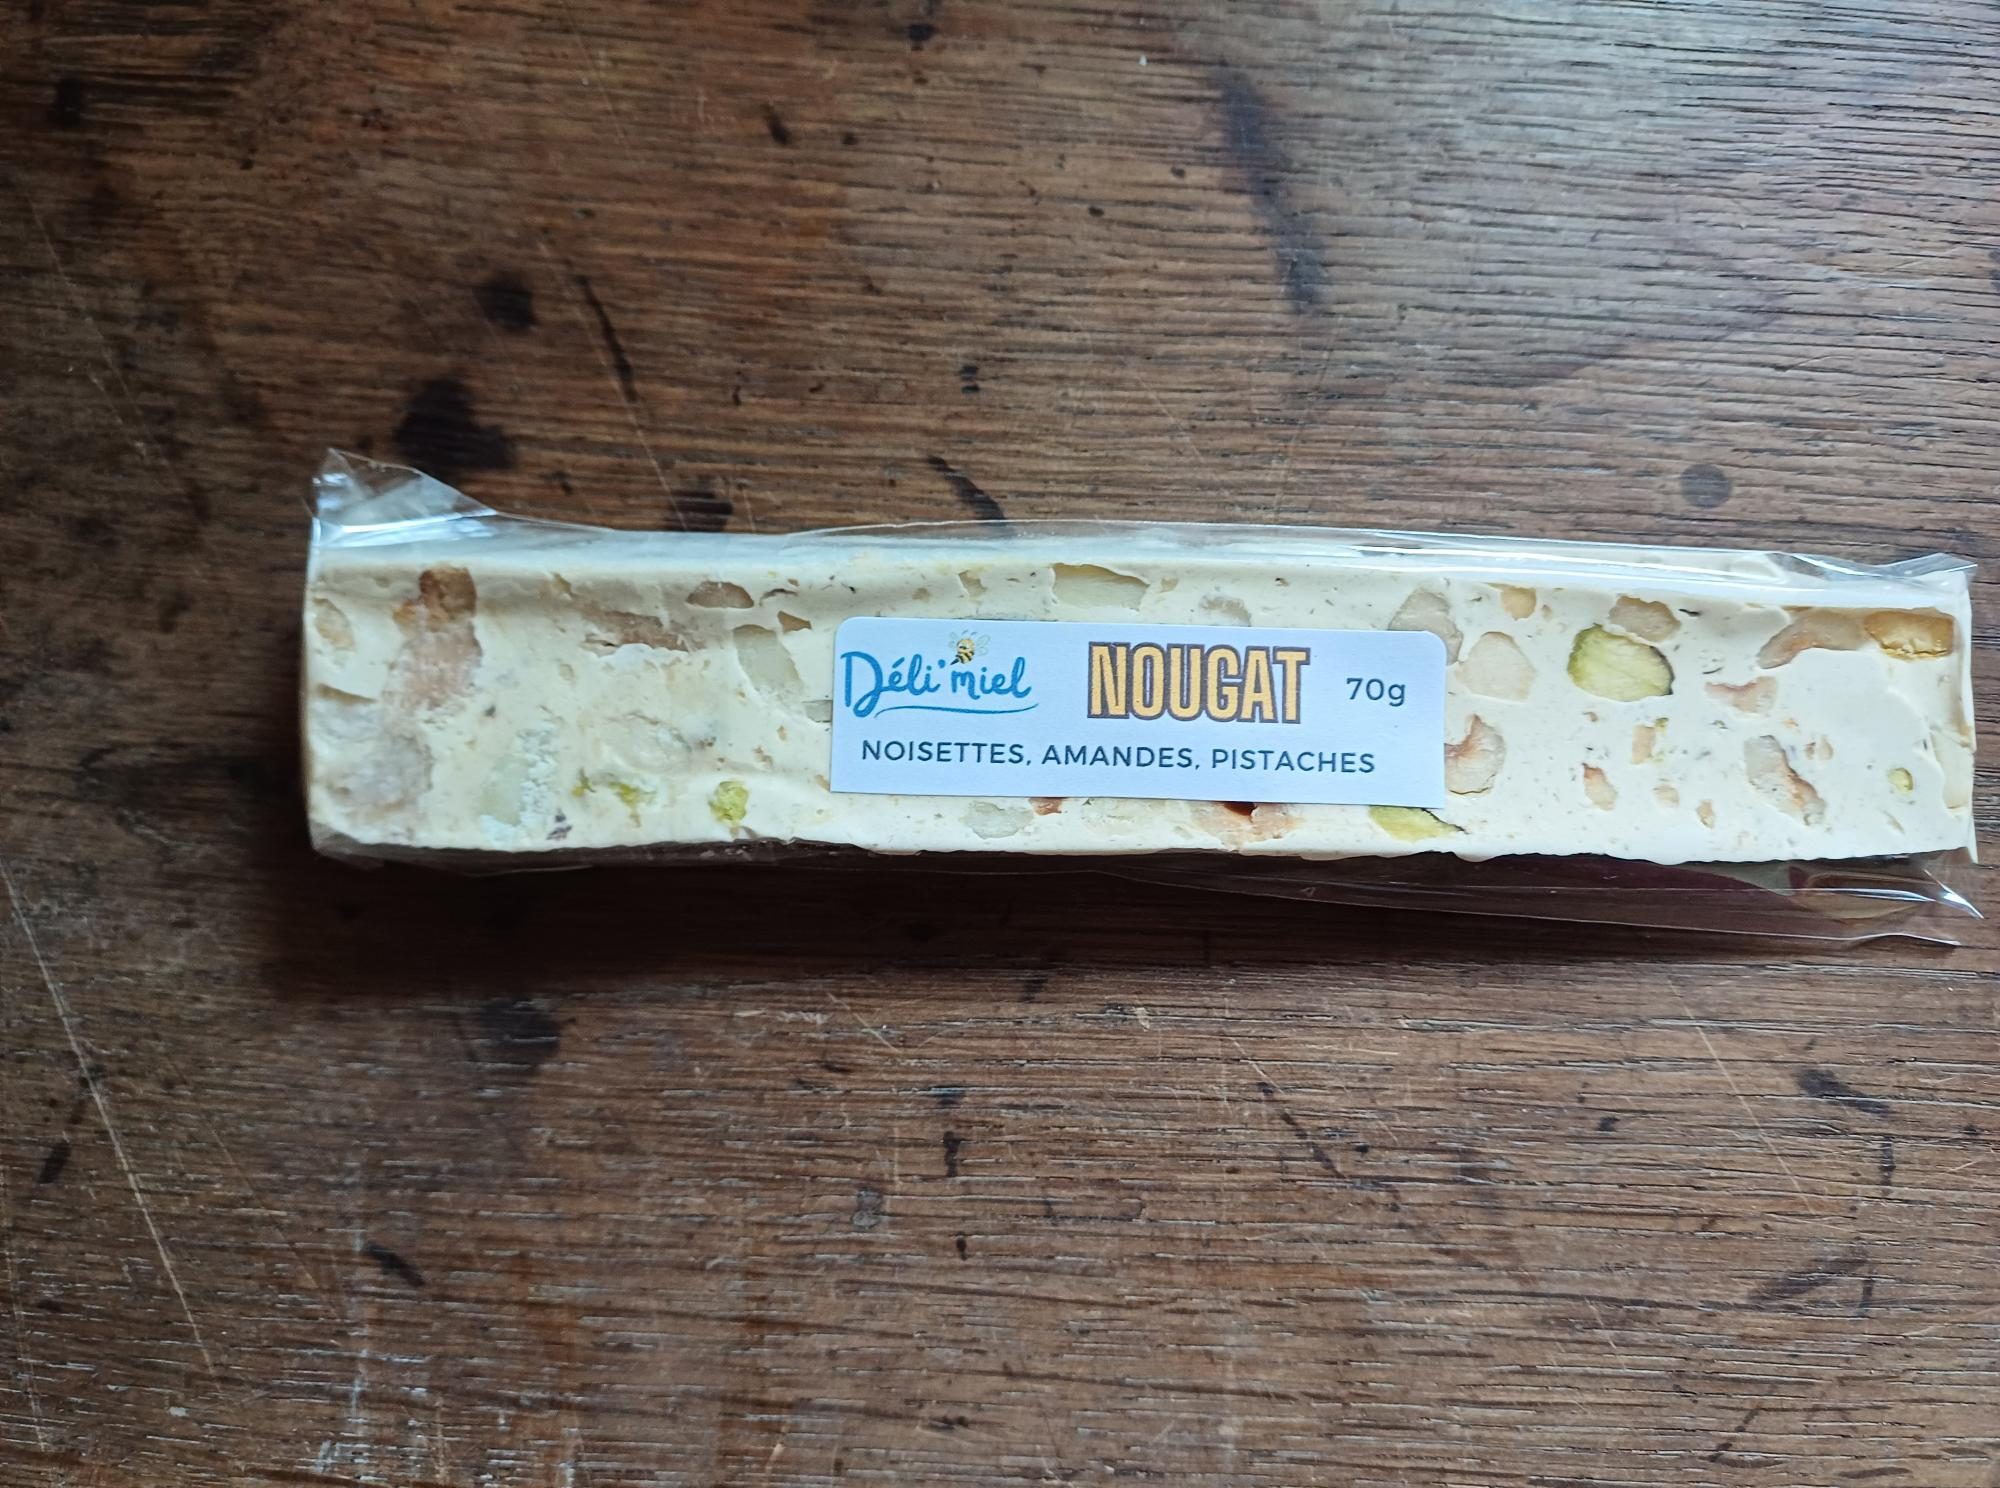 Déli'miel NOUGAT 70g
NOISETTES, AMANDES, PISTACHES